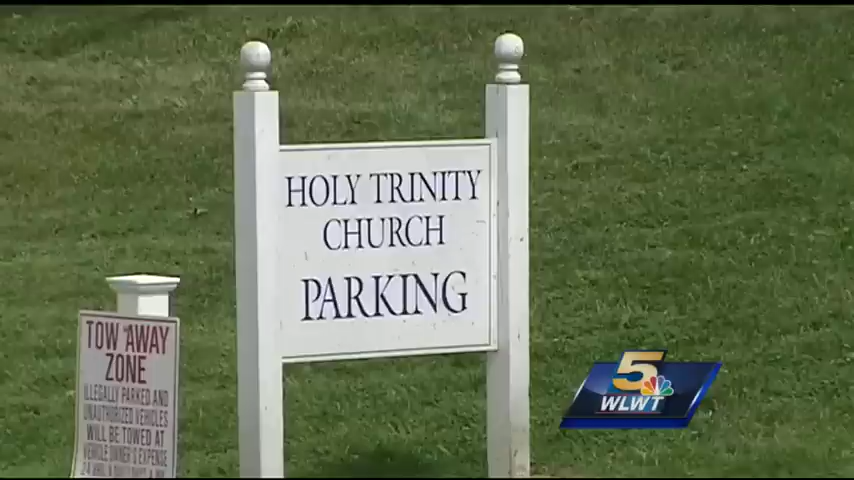 HOLY TRINITY
CHURCH
PARKING
TOW AWAY
ZONE
ILLEGALLY PARKED AND
UNAUTHORIZED VEHICLES
WILL BE TOWED AT
VEHICLE OWNER'S EXPENSE
5
WLWT